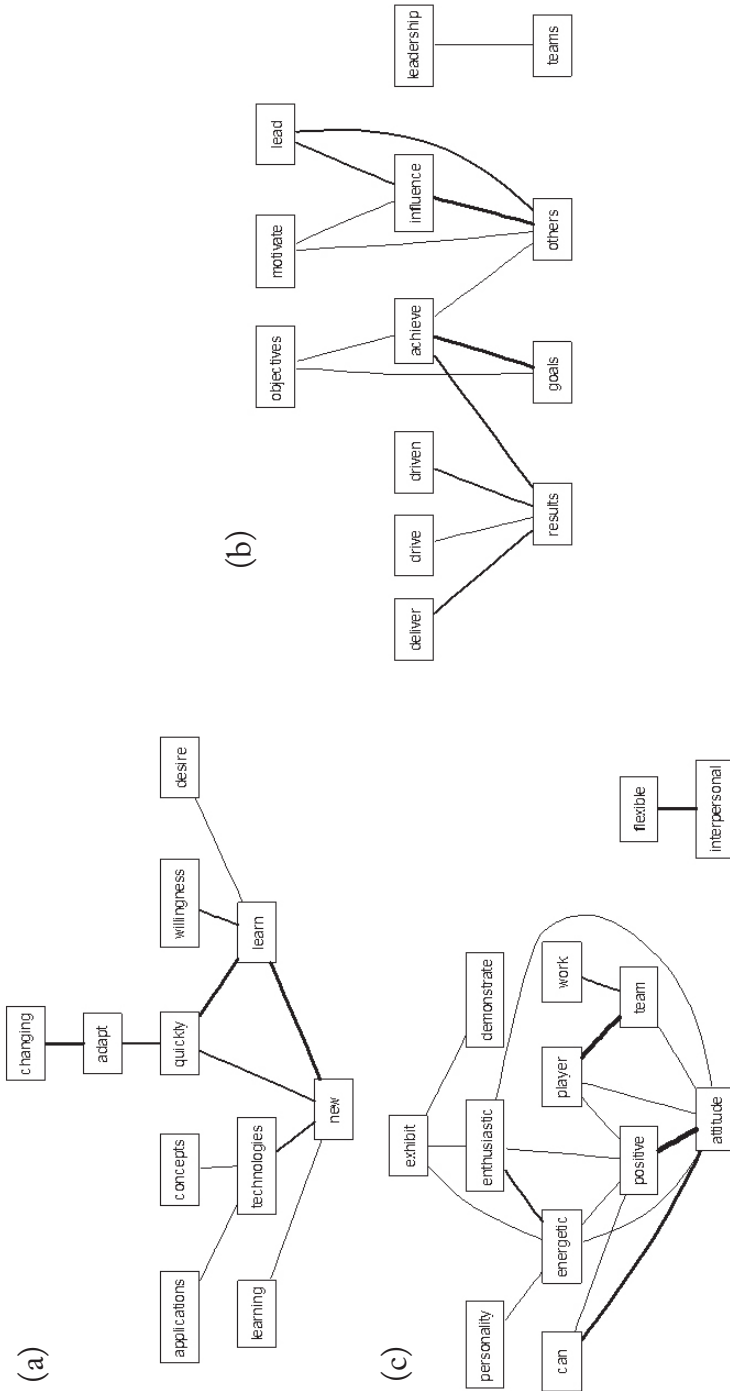 (a)
changing
adapt
applications
concepts
quickly
willingness
desire
learning
technologies
learn
new
(b)
objectives
motivate
lead
deliver
drive
driven
achieve
influence
leadership
results
goals
others
teams
(c)
exhibit
personality
enthusiastic
demonstrate
can
energetic
player
work
positive
team
flexible
attitude
interpersonal